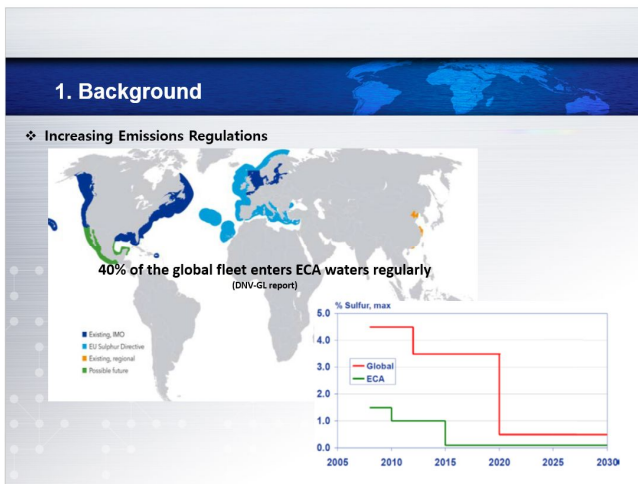 1. Background
❖ Increasing Emissions Regulations
40% of the global fleet enters ECA waters regularly
(DNV-GL report)
Existing, IMO
EU Sulphur Directive
Existing, regional
Possible future
% Sulfur, max
5.0
4.0
3.0
2.0
1.0
0.0
Global
ECA
2005 2010 2015 2020 2025 2030